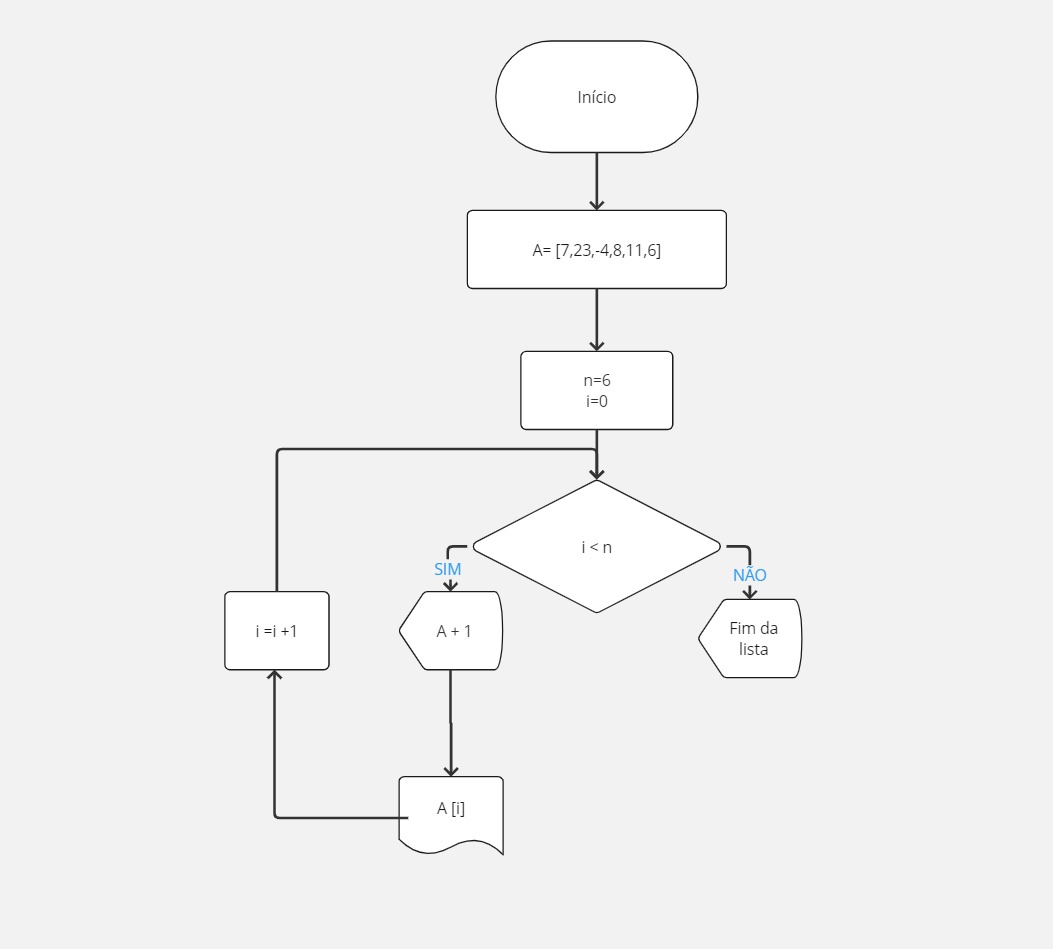 Início
A= [7,23,-4,8,11,6]
n=6
i=0
i < n
SIM
NÃO
i =i +1
A + 1
Fim da
lista
A [i]